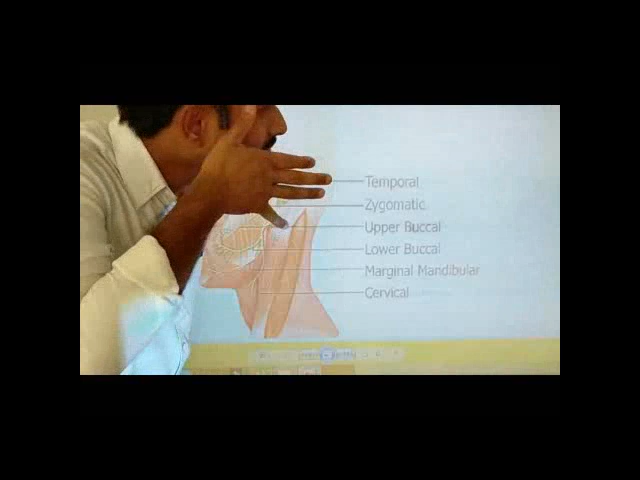 Temporal
Zygomatic
Upper Buccal
Lower Buccal
Marginal Mandibular
Cervical